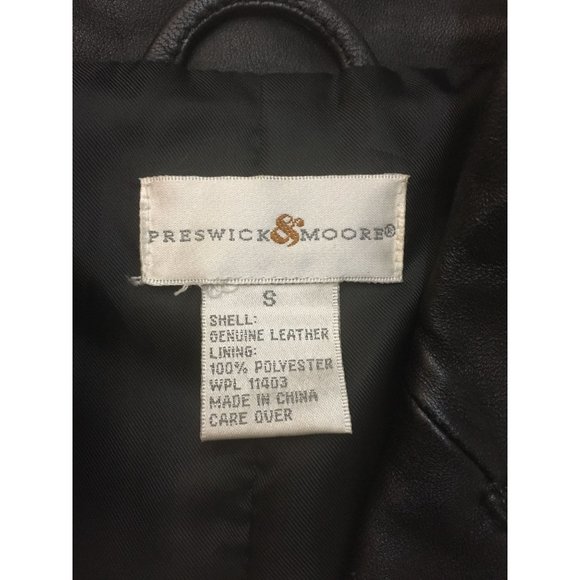 PRESWICK & MOORE®
S
SHELL:
GENUINE LEATHER
LINING:
100% POLYESTER
WPL 11403
MADE IN CHINA
CARE OVER